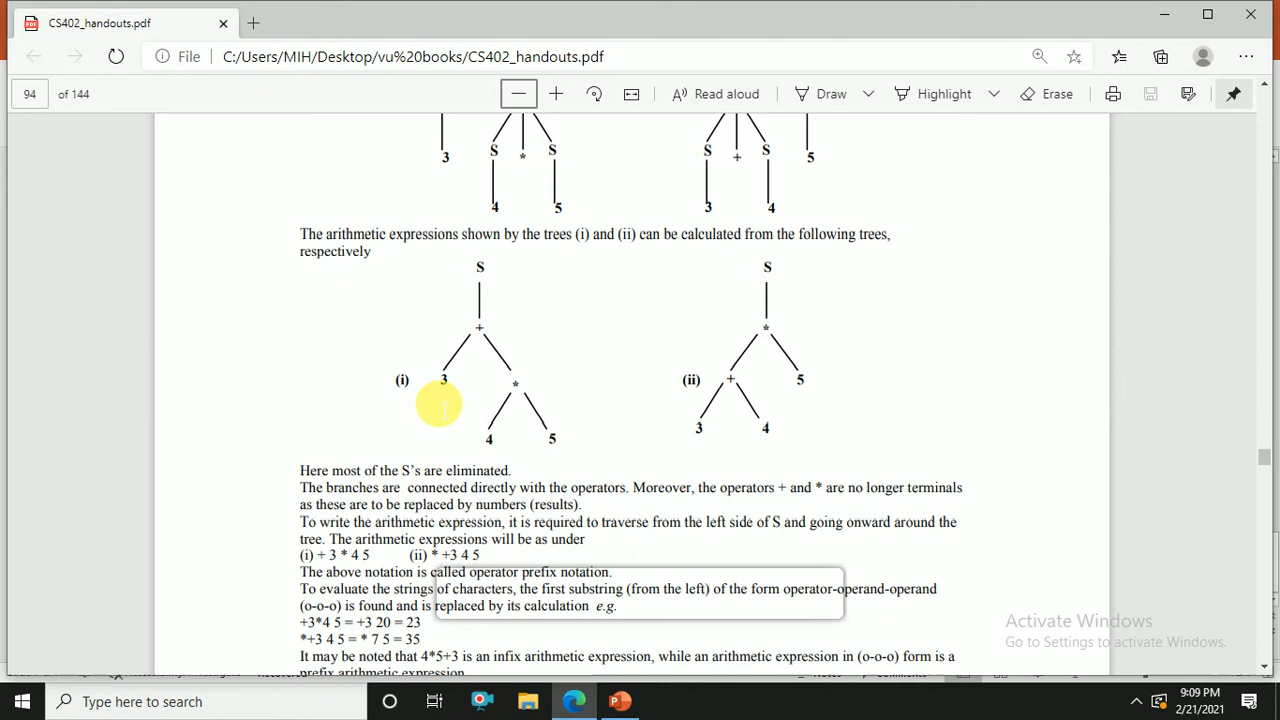 CS402_handouts.pdf
File C:/Users/MIH/Desktop/vu%20books/CS402_handouts.pdf
94 of 144 Read aloud Draw Highlight Erase
3 S * S S + S 5
4 5 3 4
The arithmetic expressions shown by the trees (i) and (ii) can be calculated from the following trees,
respectively
S S
+ *
(i) 3 * (ii) + 5
4 5 3 4
Here most of the S's are eliminated.
The branches are connected directly with the operators. Moreover, the operators + and * are no longer terminals
as these are to be replaced by numbers (results).
To write the arithmetic expression, it is required to traverse from the left side of S and going onward around the
tree. The arithmetic expressions will be as under
(i) + 3 * 4 5 (ii) * +3 4 5
The above notation is called operator prefix notation.
To evaluate the strings of characters, the first substring (from the left) of the form operator-operand-operand
(o-o-o) is found and is replaced by its calculation e.g.
+3*4 5 = +3 20 = 23
*+3 4 5 = * 7 5 = 35
It may be noted that 4*5+3 is an infix arithmetic expression, while an arithmetic expression in (o-o-o) form is a
prefix arithmetic expression
Activate Windows
Go to Settings to activate Windows.
Type here to search
9:09 PM
2/21/2021